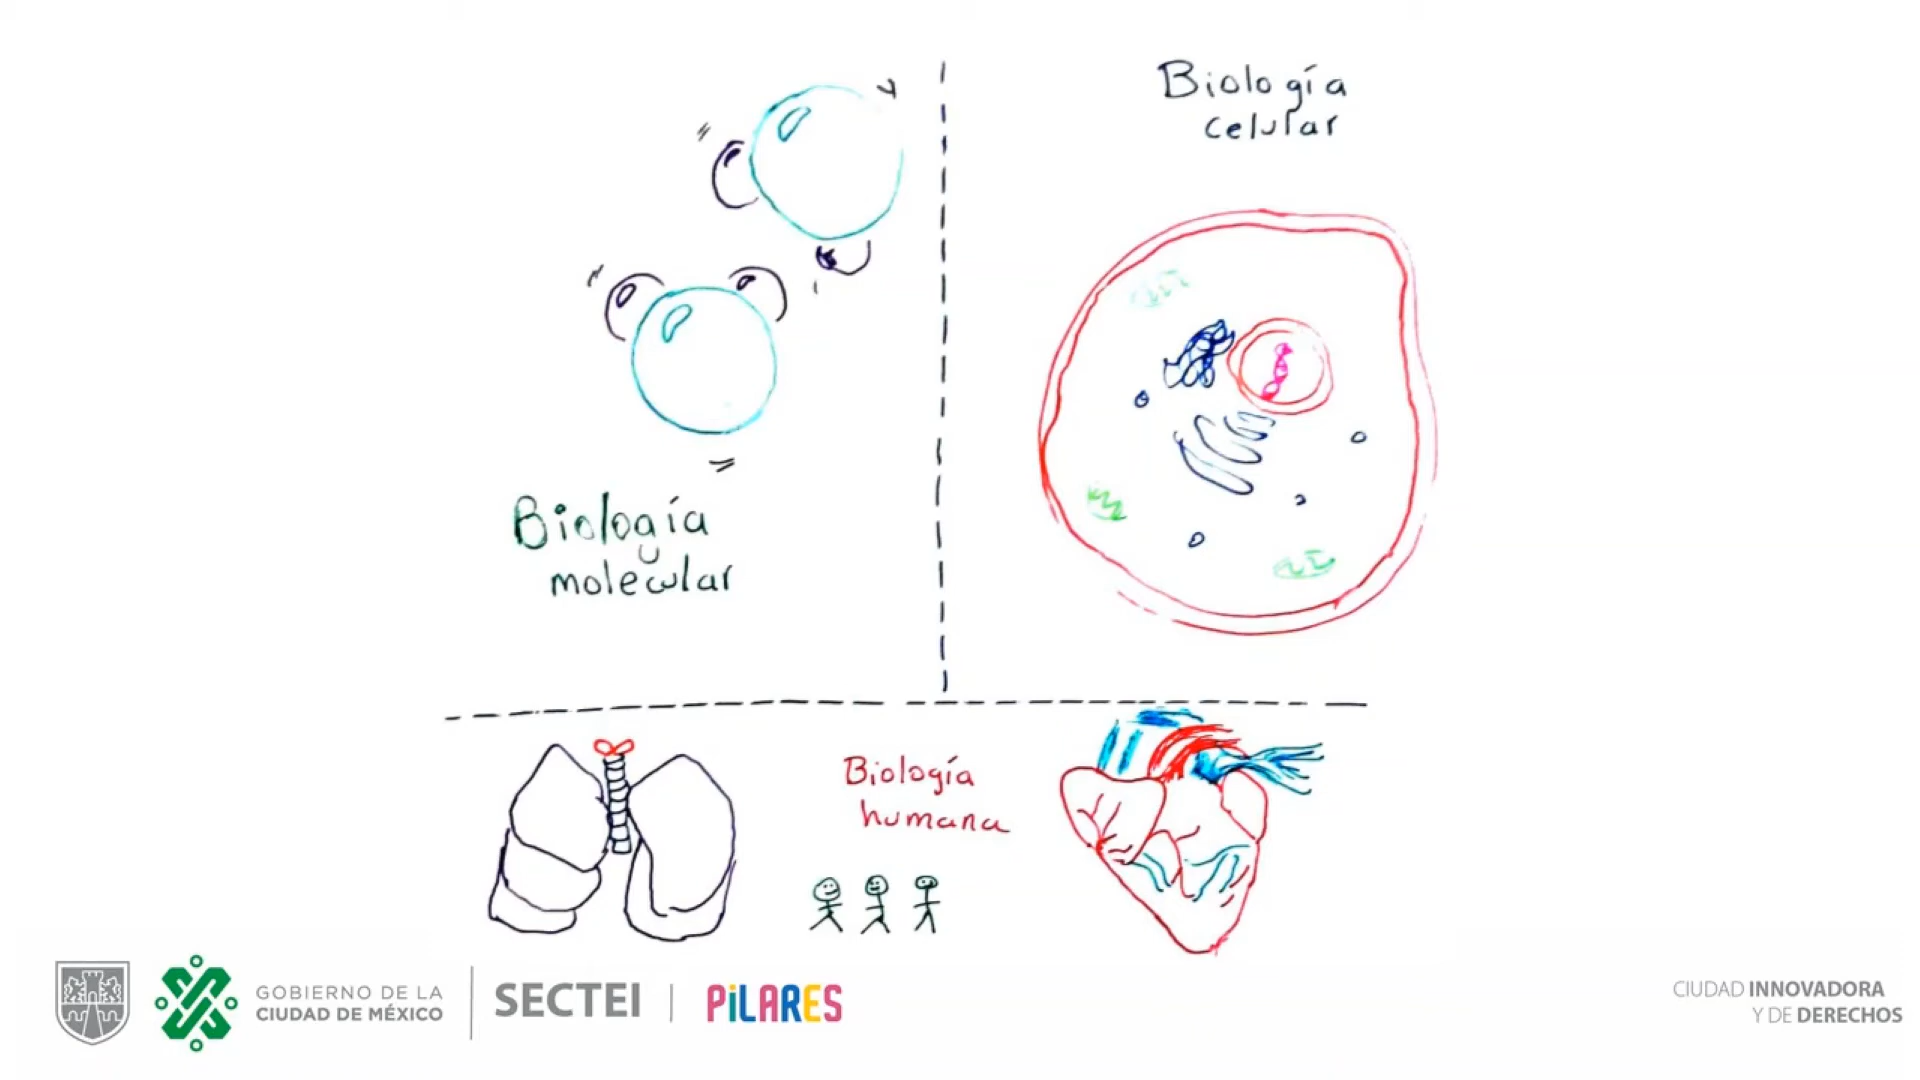 Biología
celular
Biología
molecular
Biología
humana
GOBIERNO DE LA
CIUDAD DE MÉXICO
SECTEI
PiLARES
CIUDAD INNOVADORA
Y DE DERECHOS